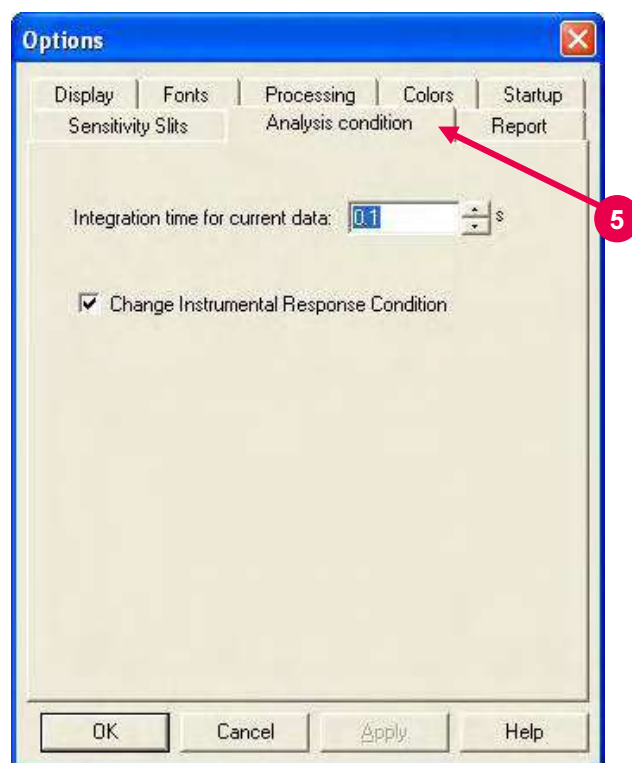 Options
Display Fonts Processing Colors Startup
Sensitivity Slits Analysis condition Report
5
Integration time for current data: 0.1 s
Change Instrumental Response Condition
OK Cancel Apply Help